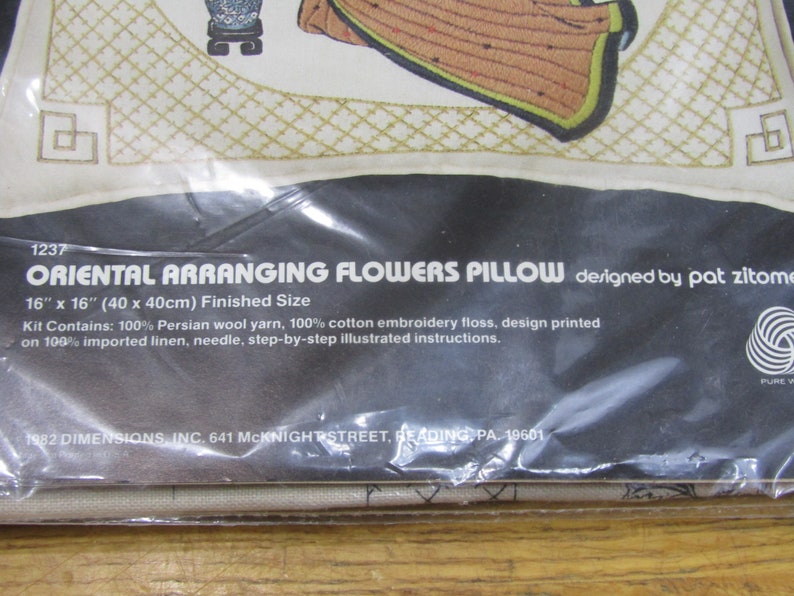 1237
ORIENTAL ARRANGING FLOWERS PILLOW designed by pat zitome
16" x 16" (40 x 40cm) Finished Size
Kit Contains: 100% Persian wool yarn, 100% cotton embroidery floss, design printed
on 100% imported linen, needle, step-by-step illustrated instructions.
PURE W
1982 DIMENSIONS, INC. 641 McKNIGHT STREET, READING, PA. 19601